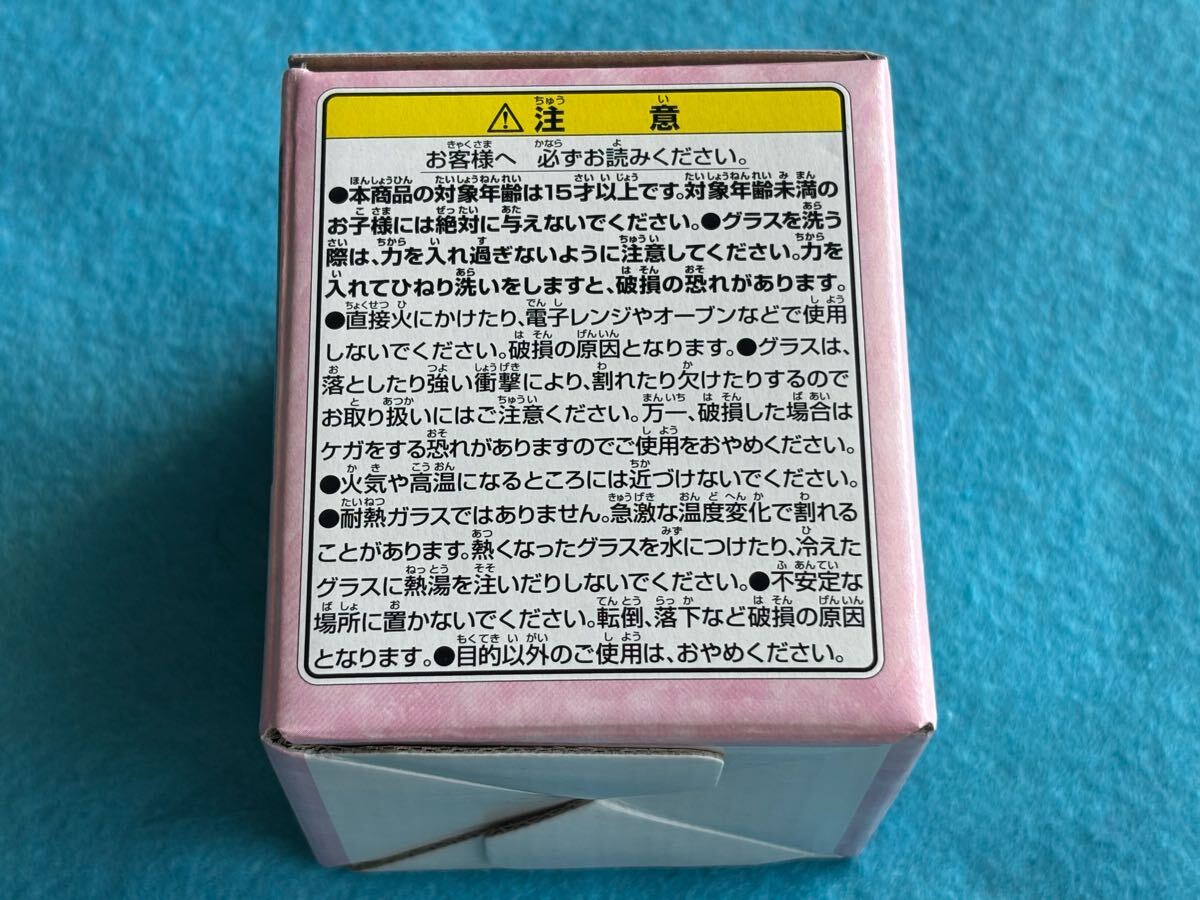 ⚠注意
お客様へ 必ずお読みください。
●本商品の対象年齢は15才以上です。対象年齢未満の
お子様には絶対に与えないでください。●グラスを洗う
際は、力を入れ過ぎないように注意してください。力を
入れてひねり洗いをしますと、破損の恐れがあります。
●直接火にかけたり、電子レンジやオーブンなどで使用
しないでください。破損の原因となります。●グラスは、
落としたり強い衝撃により、割れたり欠けたりするので
お取り扱いにはご注意ください。万一、破損した場合は
ケガをする恐れがありますのでご使用をおやめください。
●火気や高温になるところには近づけないでください。
●耐熱ガラスではありません。急激な温度変化で割れる
ことがあります。熱くなったグラスを水につけたり、冷えた
グラスに熱湯を注いだりしないでください。●不安定な
場所に置かないでください。転倒、落下など破損の原因
となります。●目的以外のご使用は、おやめください。